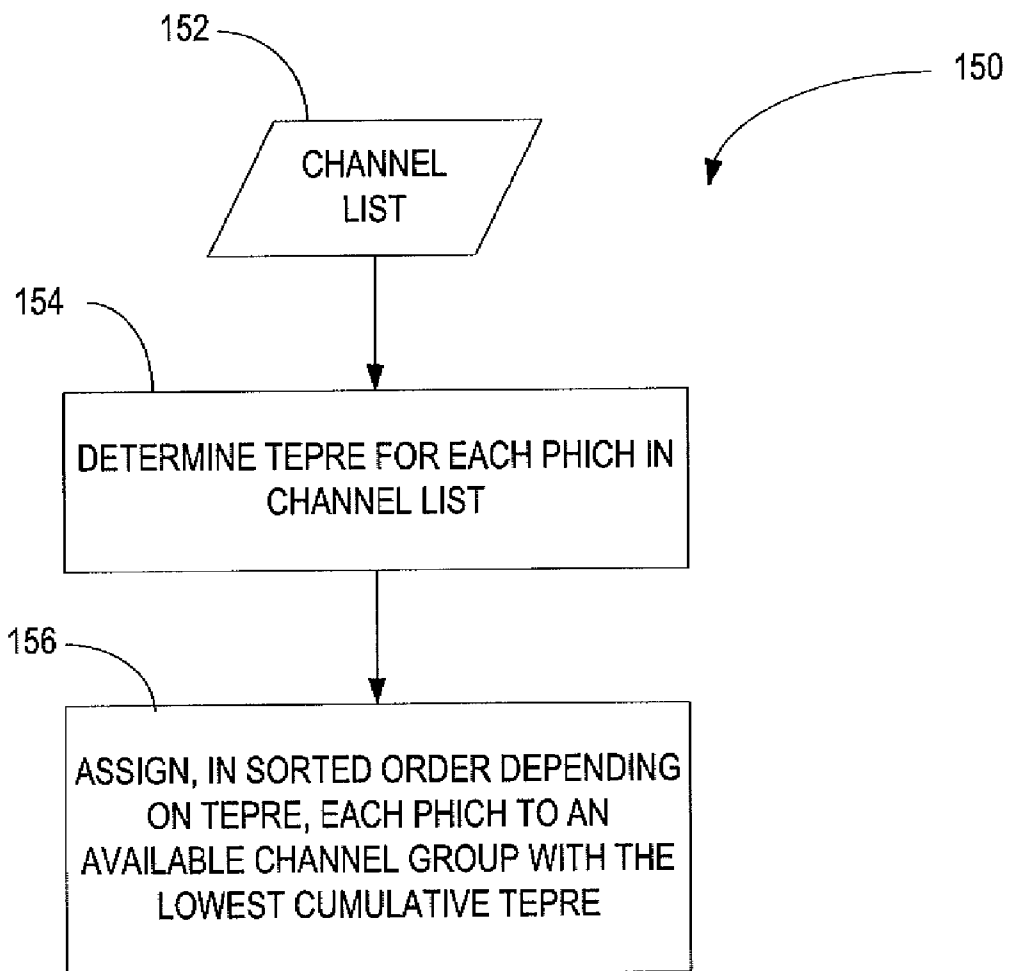 152
150
CHANNEL
LIST
154
DETERMINE TEPRE FOR EACH PHICH IN
CHANNEL LIST
156
ASSIGN, IN SORTED ORDER DEPENDING
ON TEPRE, EACH PHICH TO AN
AVAILABLE CHANNEL GROUP WITH THE
LOWEST CUMULATIVE TEPRE